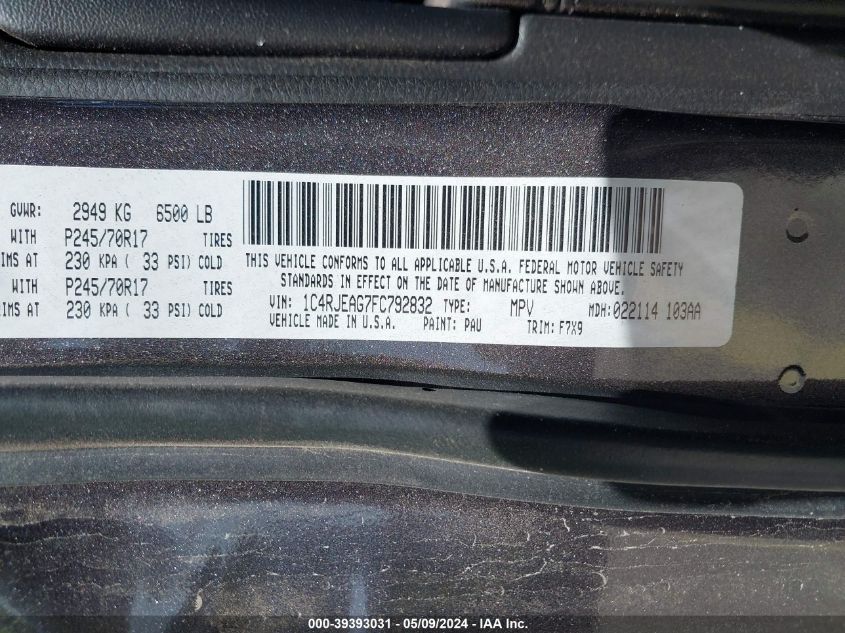 GVWR: 2949 KG 6500 LB
WITH P245/70R17 TIRES
IMS AT 230 KPA ( 33 PSI) COLD
WITH P245/70R17 TIRES
RIMS AT 230 KPA ( 33 PSI) COLD
THIS VEHICLE CONFORMS TO ALL APPLICABLE U.S.A. FEDERAL MOTOR VEHICLE SAFETY
STANDARDS IN EFFECT ON THE DATE OF MANUFACTURE SHOWN ABOVE.
VIN: 1C4RJEAG7FC792832 TYPE: MPV MDH:022114 103AA
VEHICLE MADE IN U.S.A. PAINT: PAU TRIM: F7X9
000-39393031 - 05/09/2024 - IAA Inc.